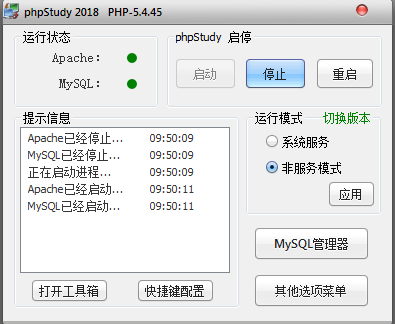 phpStudy 2018 PHP-5.4.45
运行状态
Apache:
MySQL:
phpStudy 启停
启动 停止 重启
提示信息
Apache已经停止... 09:50:09
MySQL已经停止... 09:50:09
正在启动进程... 09:50:09
Apache已经启动... 09:50:11
MySQL已经启动... 09:50:11
打开工具箱 快捷键配置
运行模式 切换版本
系统服务
非服务模式
应用
MySQL管理器
其他选项菜单